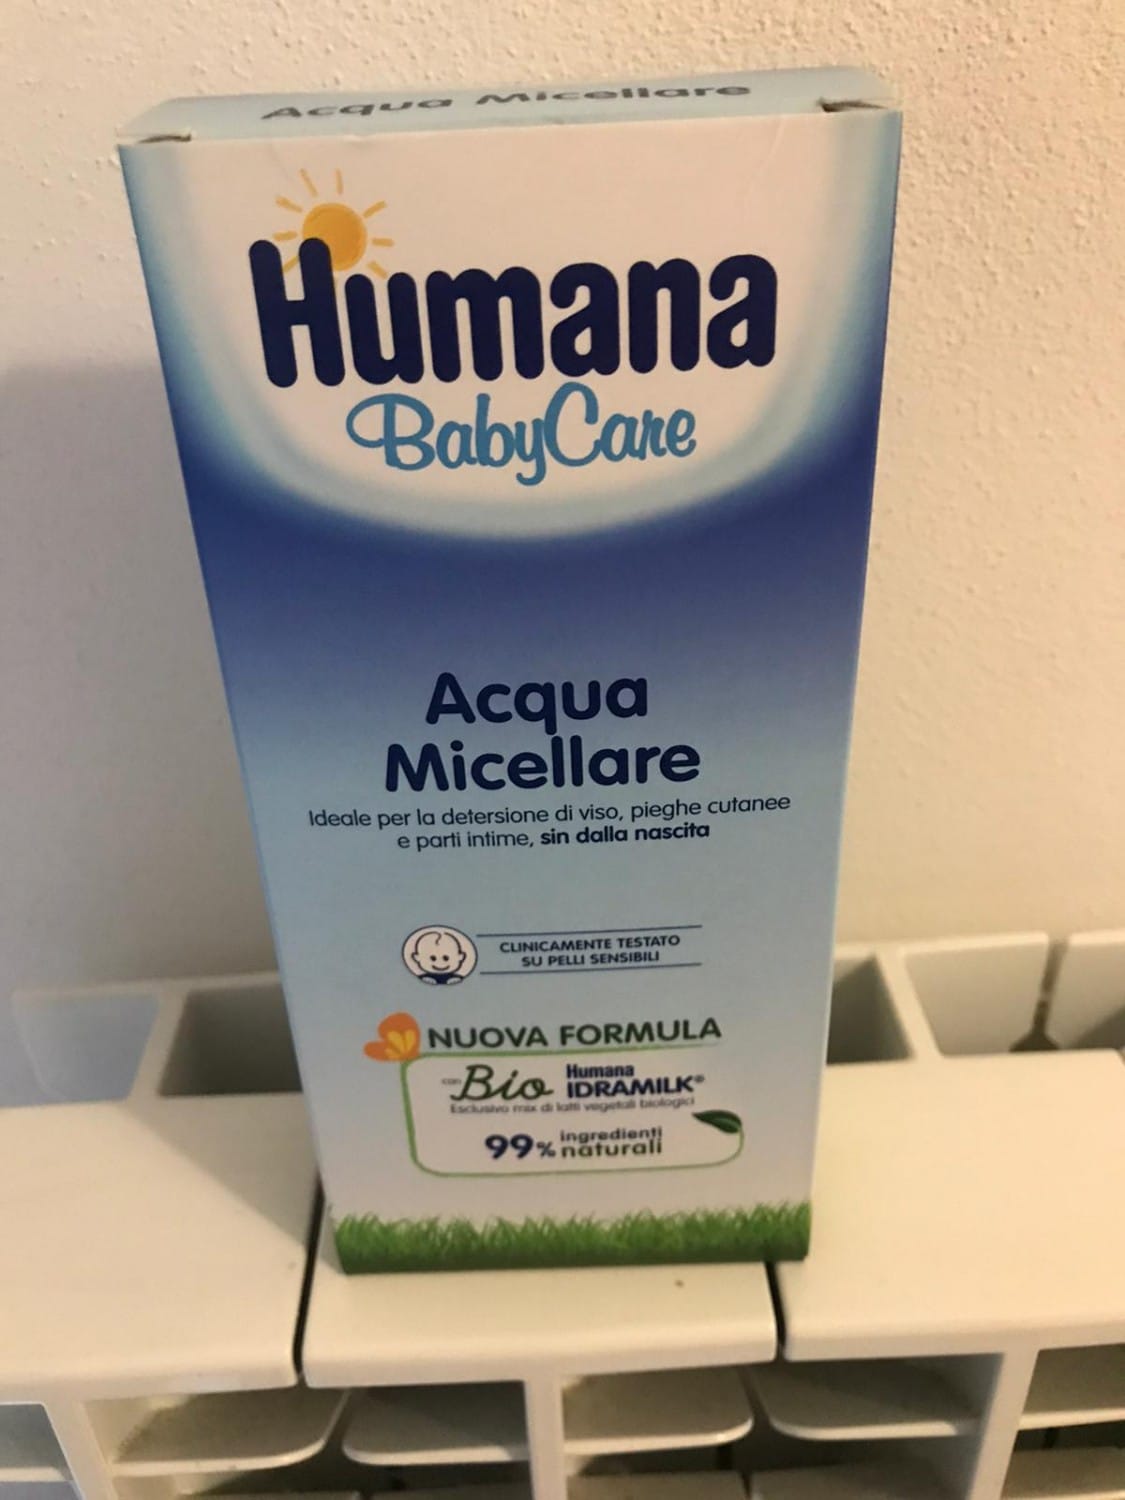 Acqua Micellare
Humana
BabyCare
Acqua
Micellare
Ideale per la detersione di viso, pieghe cutanee
e parti intime, sin dalla nascita
CLINICAMENTE TESTATO
SU PELLI SENSIBILI
NUOVA FORMULA
con Bio Humana
IDRAMILK®
Esclusivo mix di latti vegetali biologici
99% ingredienti
naturali